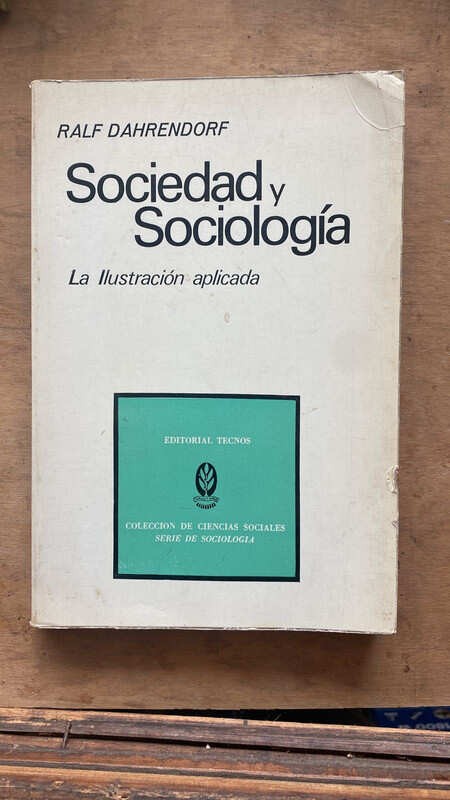 RALF DAHRENDORF
Sociedad y
Sociología
La Ilustración aplicada
EDITORIAL TECNOS
COLECCION DE CIENCIAS SOCIALES
SERIE DE SOCIOLOGIA